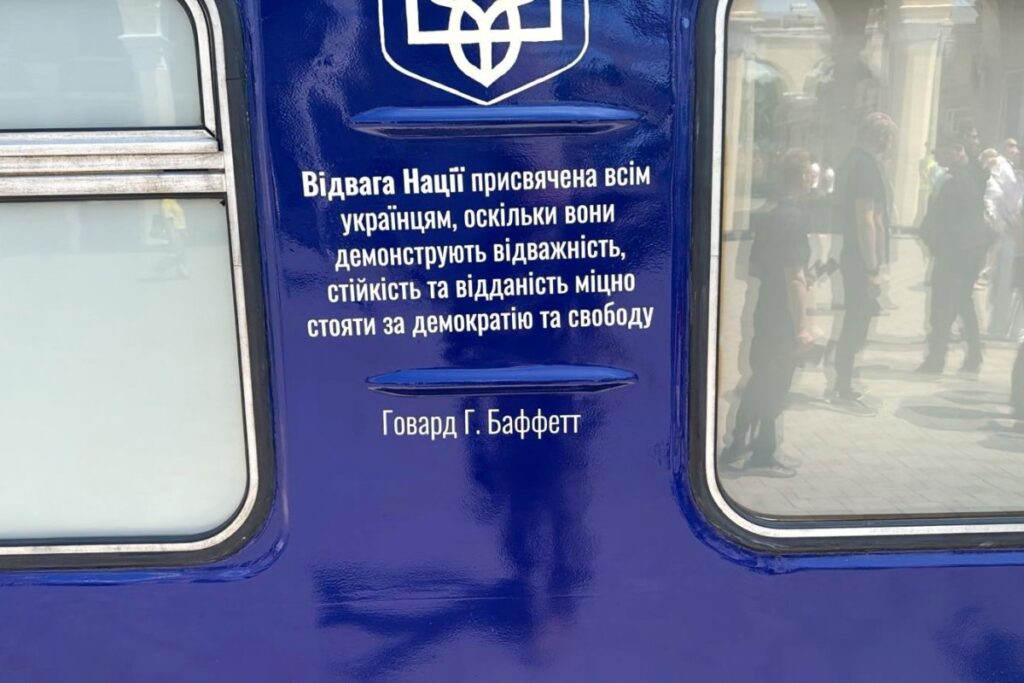 Відвага Нації присвячена всім
українцям, оскільки вони
демонструють відважність,
стійкість та відданість міцно
стояти за демократію та свободу
Говард Г. Баффетт